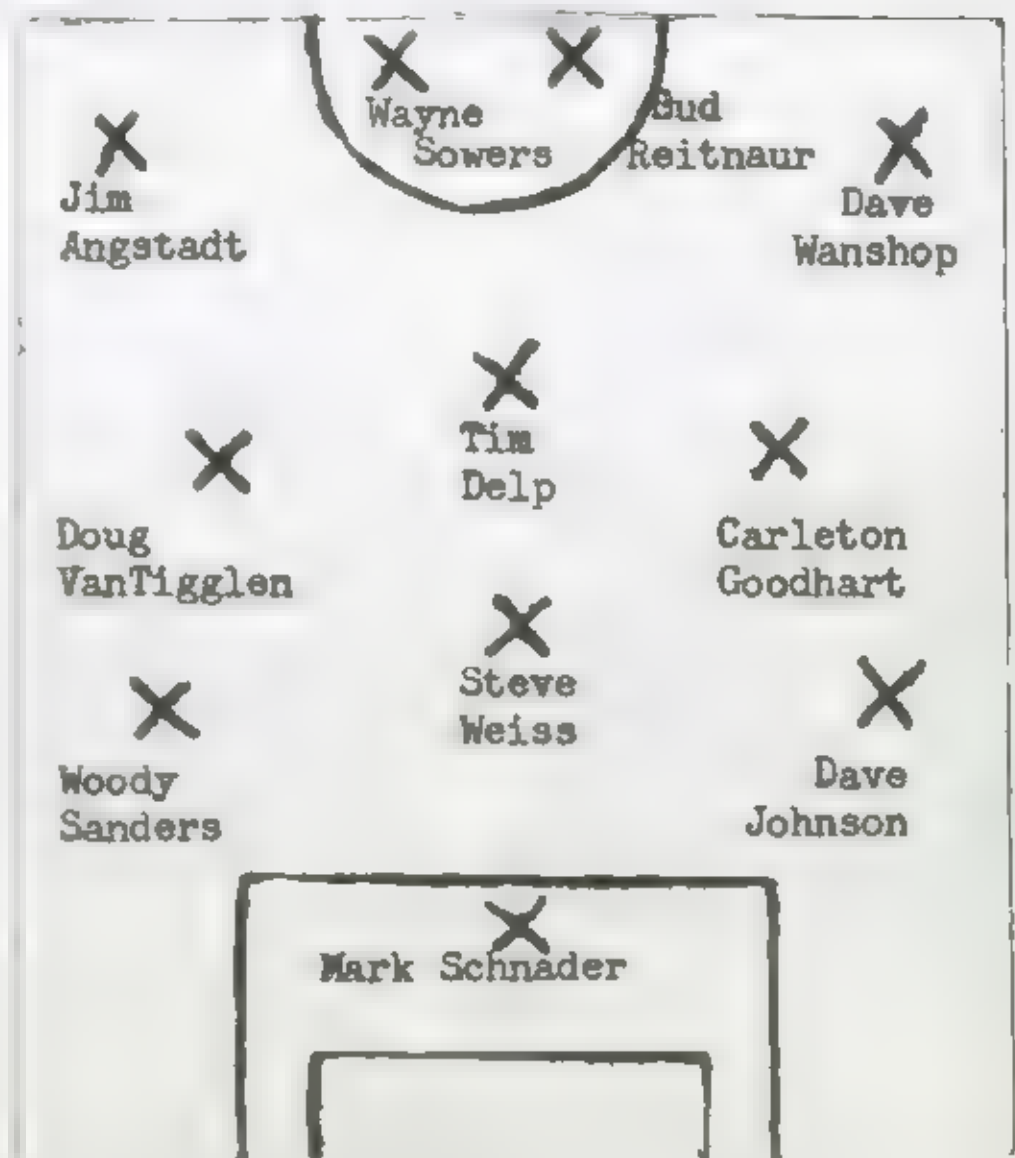 Wayne
Sowers
Bud
Reitnaur
Jim
Angstadt
Dave
Wanshop
Tim
Delp
Doug
VanTigglen
Carleton
Goodhart
Steve
Weiss
Woody
Sanders
Dave
Johnson
Mark Schnader